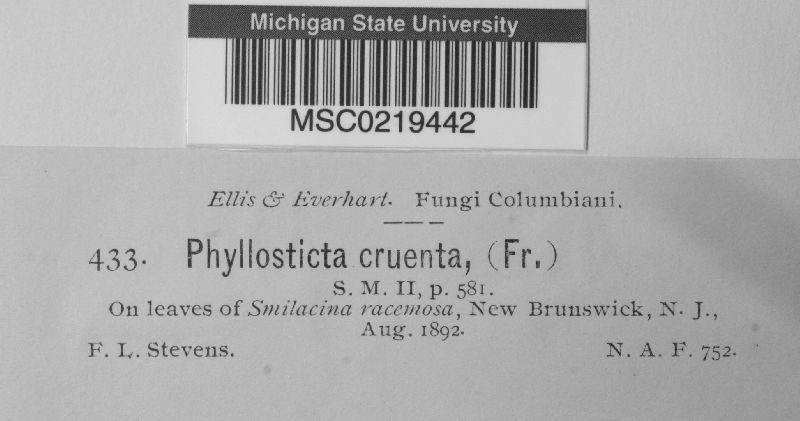 Michigan State University
MSC0219442
Ellis & Everhart. Fungi Columbiani.
433. Phyllosticta cruenta, (Fr.)
S. M. II, p. 581.
On leaves of Smilacina racemosa, New Brunswick, N. J.,
Aug. 1892.
F. L. Stevens. N. A. F. 752.